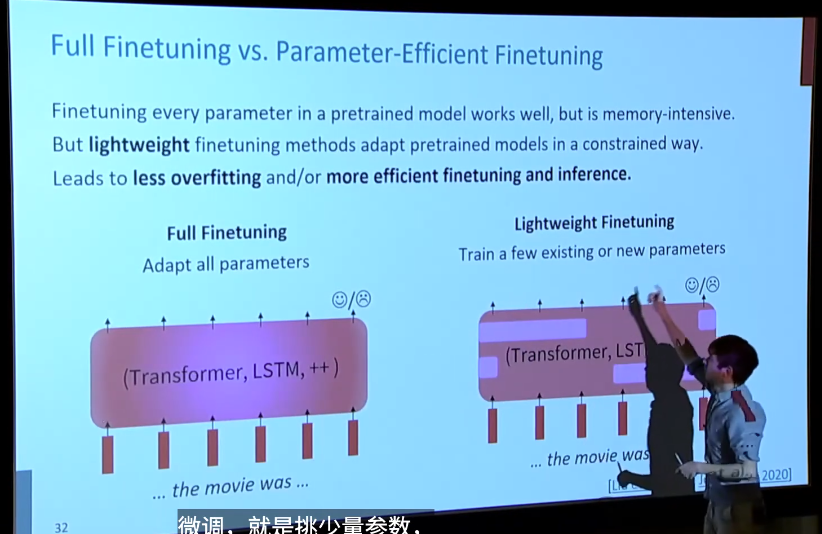 Full Finetuning vs. Parameter-Efficient Finetuning
Finetuning every parameter in a pretrained model works well, but is memory-intensive.
But lightweight finetuning methods adapt pretrained models in a constrained way.
Leads to less overfitting and/or more efficient finetuning and inference.
Full Finetuning
Adapt all parameters
(Transformer, LSTM, ++ )
... the movie was ...
Lightweight Finetuning
Train a few existing or new parameters
(Transformer, LST
... the movie was
2020]
32
微调，就是挑少量参数，